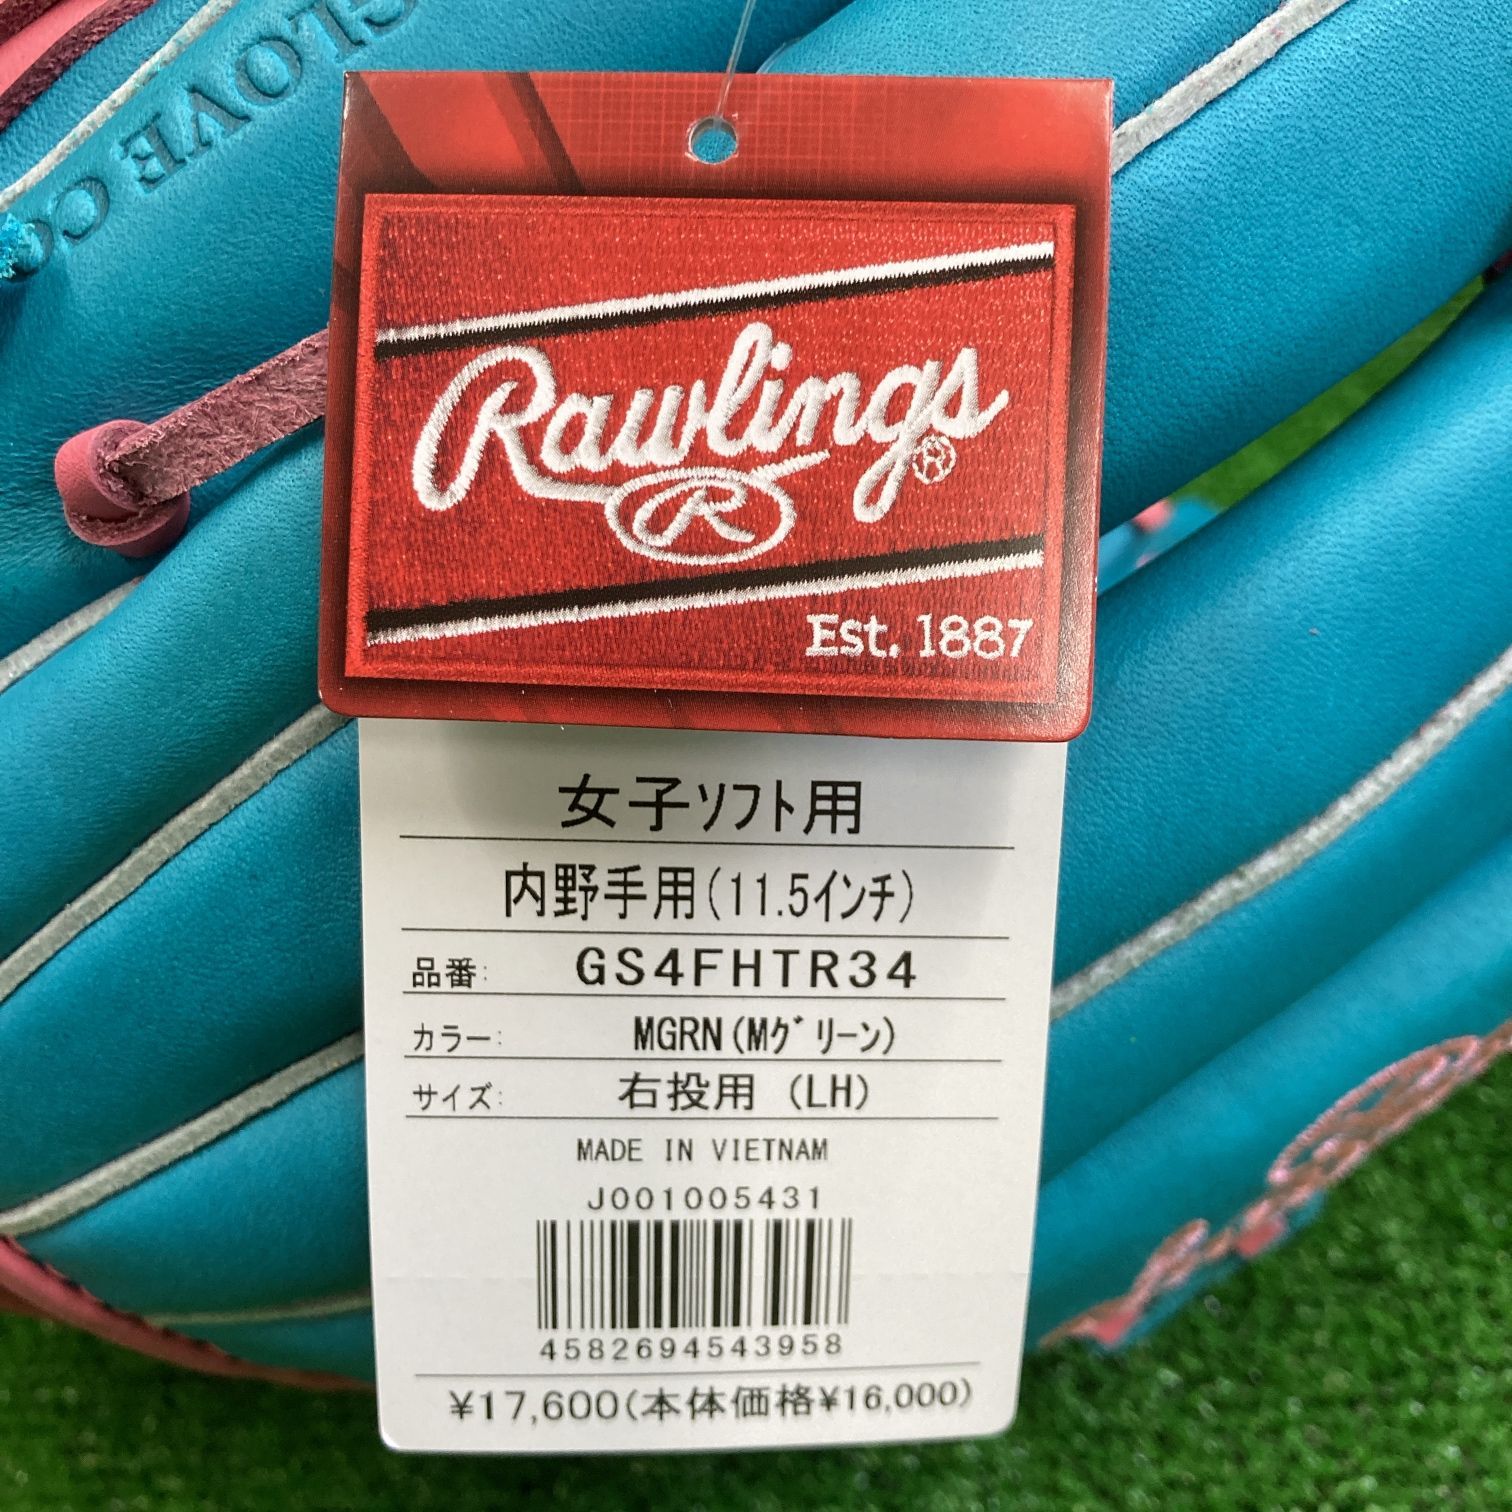 GLOVE CO
Rawlings
R
Est. 1887
女子ソフト用
内野手用(11.5インチ)
品番: GS4FHTR34
カラー: MGRN(Mグリーン)
サイズ: 右投用 (LH)
MADE IN VIETNAM
J001005431
4582694543958
¥17,600(本体価格¥16,000)